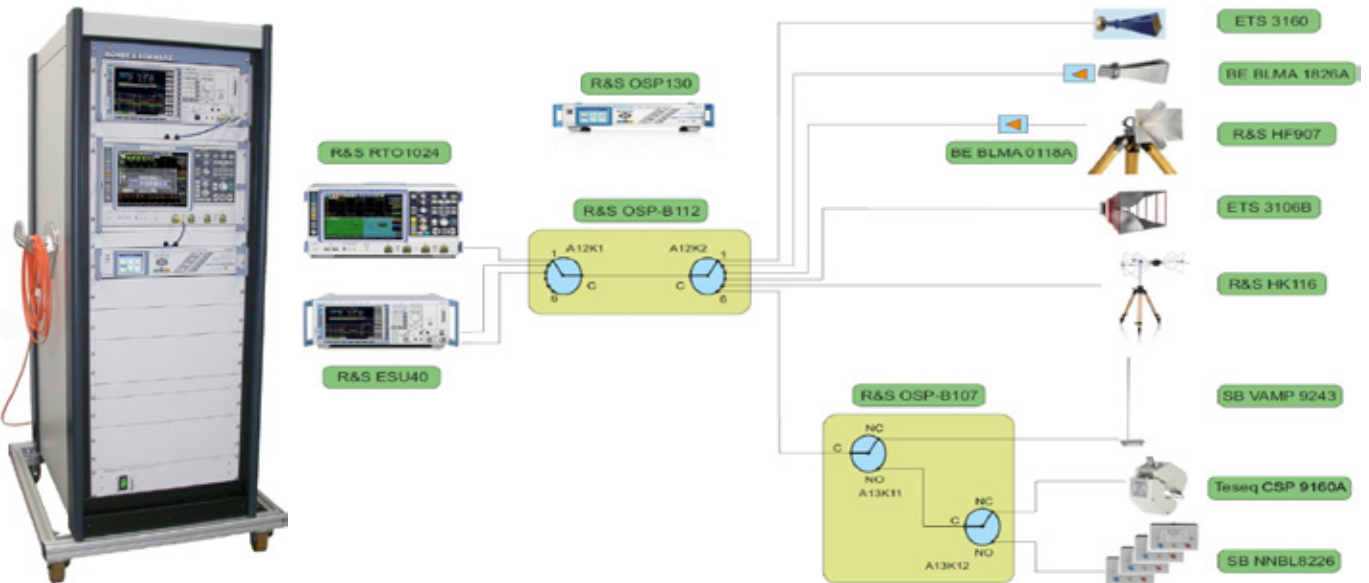 ROHDE & SCHWARZ
R&S OSP130
R&S RTO1024
R&S ESU40
R&S OSP-B112
A12K1
A12K2
1
C
6
1
C
6
ETS 3160
BE BLMA 1826A
BE BLMA 0118A
R&S HF907
ETS 3106B
R&S HK116
R&S OSP-B107
NC
C
NO
A13K11
NC
C
NO
A13K12
SB VAMP 9243
Teseq CSP 9160A
SB NNBL8226